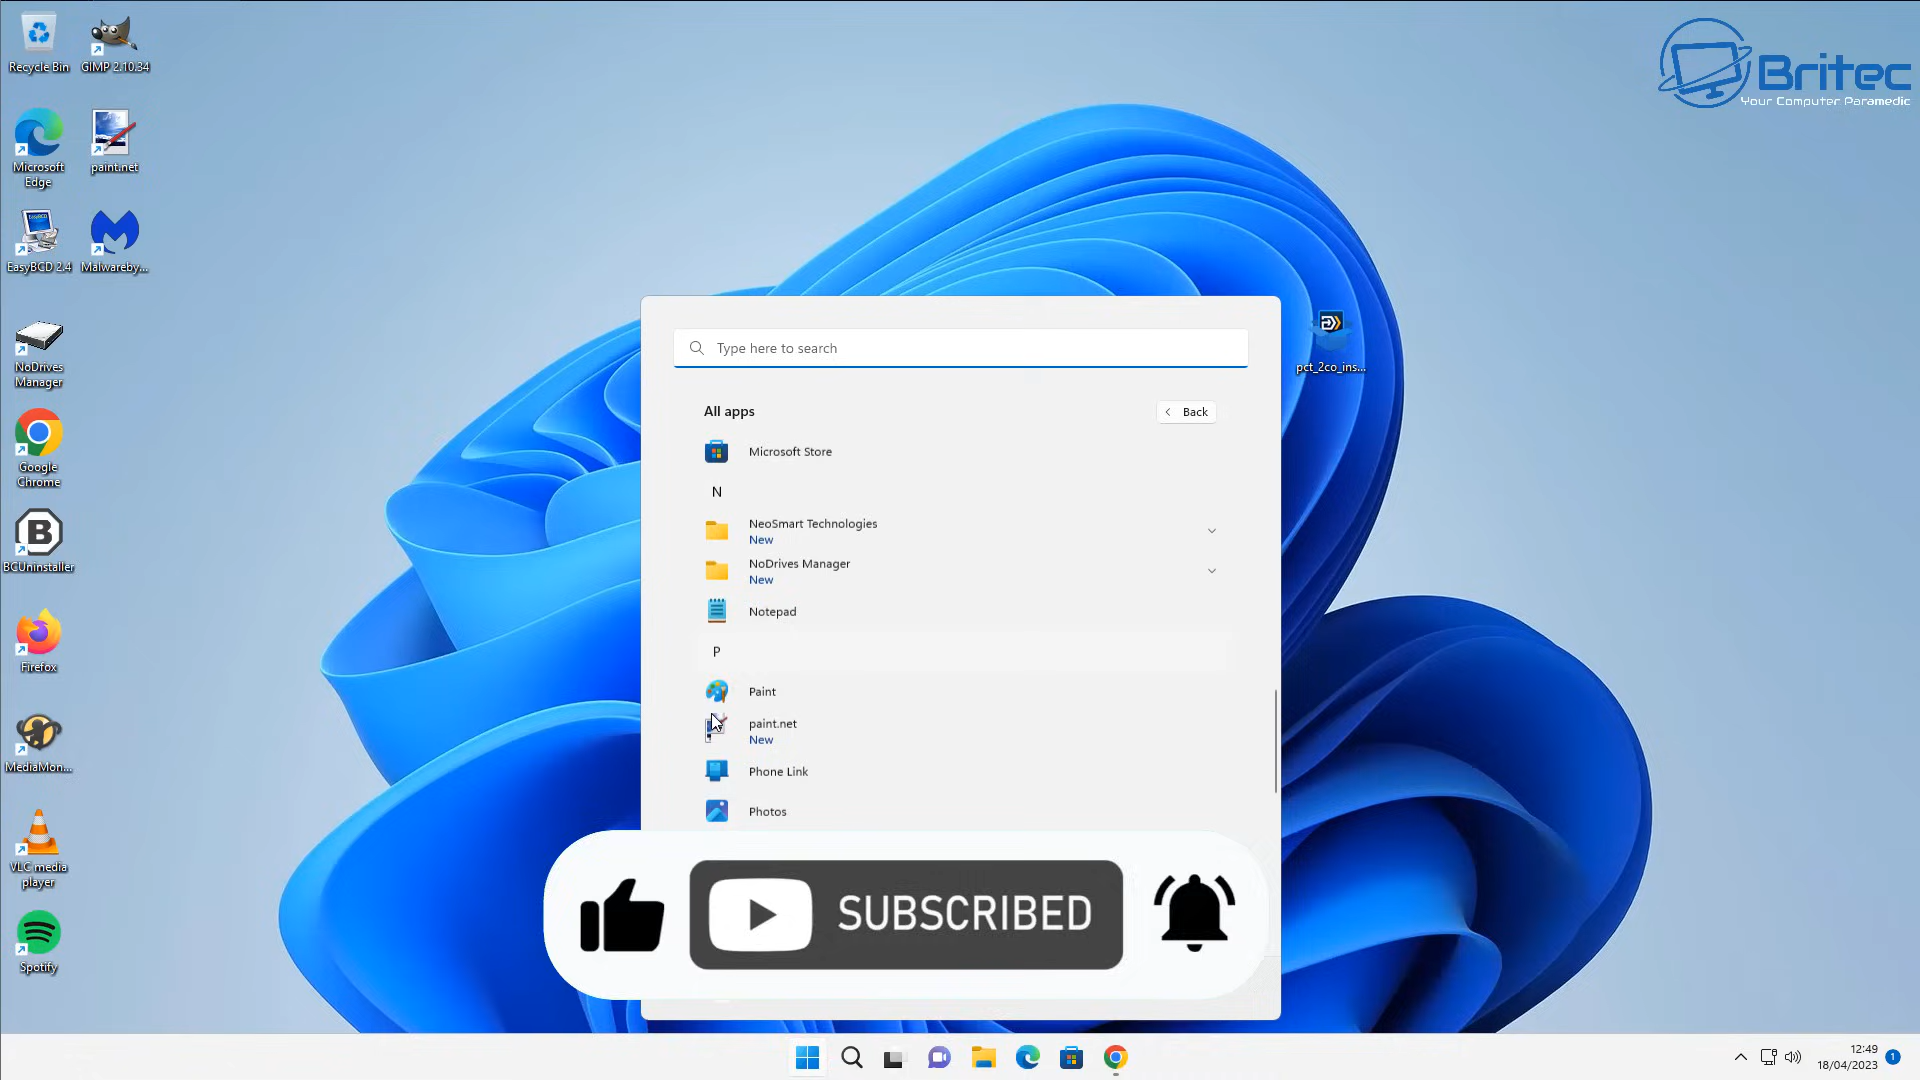 Recycle Bin
GIMP 2.10.34
Microsoft
Edge
paint.net
EasyBCD 2.4
Malwareby...
NoDrives
Manager
Google
Chrome
BCUninstaller
Firefox
MediaMon...
VLC media
player
Spotify
Britec
Your Computer Paramedic
pct_2co_ins...
Type here to search
All apps
Back
Microsoft Store
N
NeoSmart Technologies
New
NoDrives Manager
New
Notepad
P
Paint
paint.net
New
Phone Link
Photos
SUBSCRIBED
12:49
18/04/2023
1